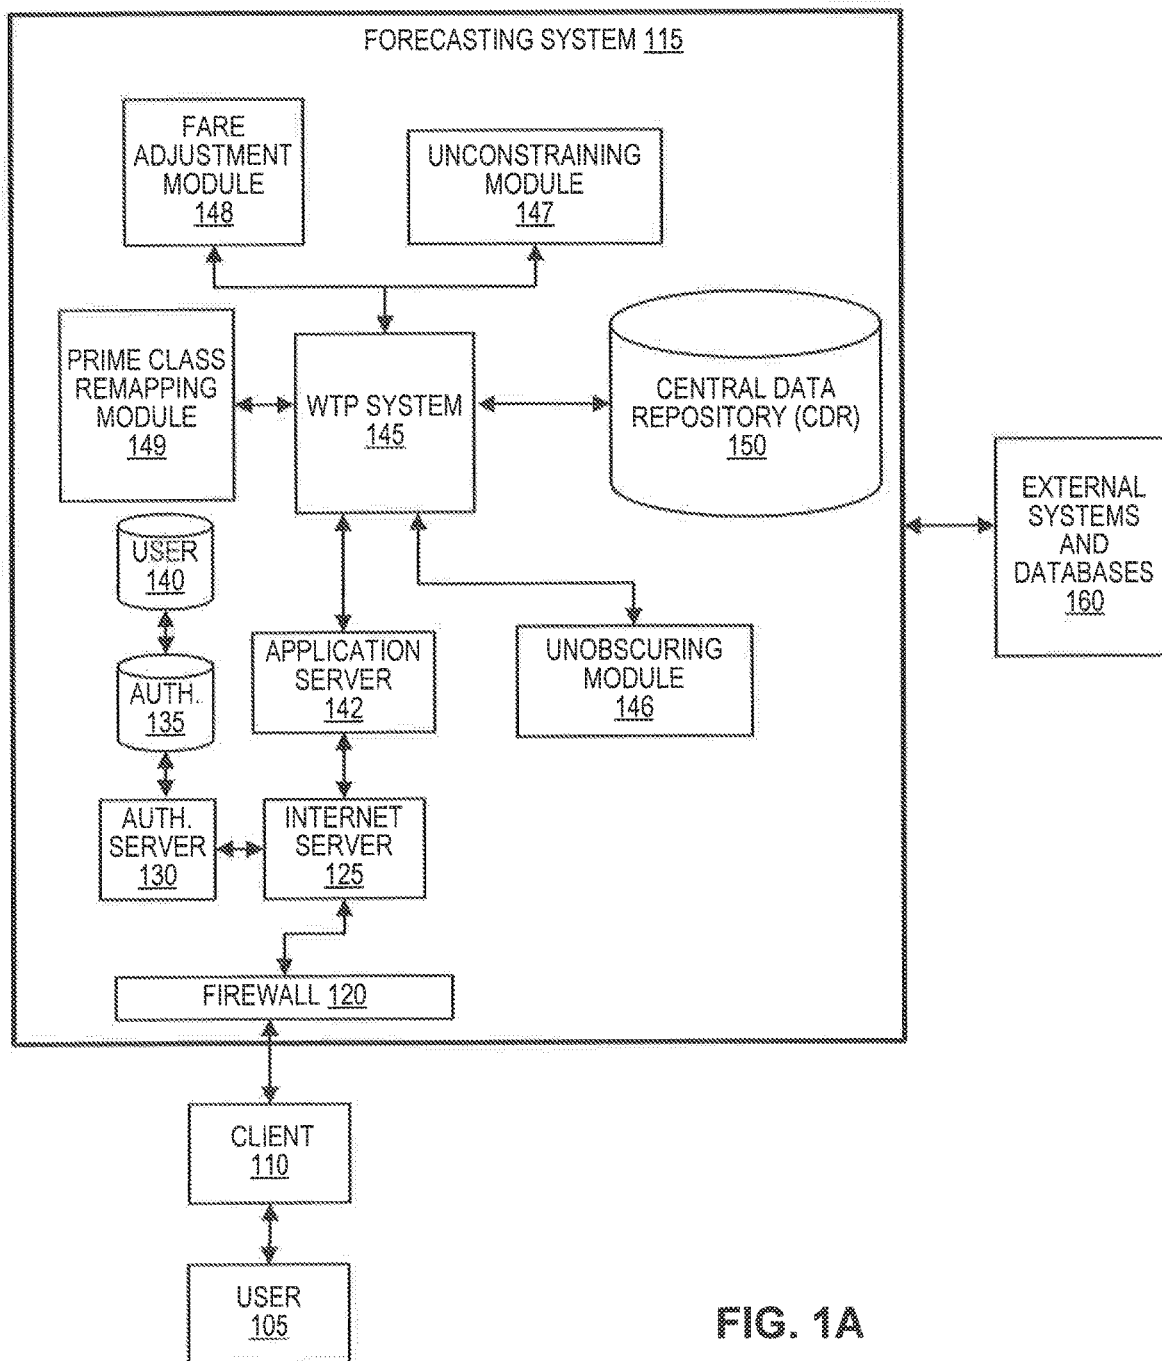 FORECASTING SYSTEM 115
FARE
ADJUSTMENT
MODULE
148
UNCONSTRAINING
MODULE
147
PRIME CLASS
REMAPPING
MODULE
149
WTP SYSTEM
145
CENTRAL DATA
REPOSITORY (CDR)
150
EXTERNAL
SYSTEMS
AND
DATABASES
160
USER
140
AUTH.
135
APPLICATION
SERVER
142
UNOBSCURING
MODULE
146
AUTH.
SERVER
130
INTERNET
SERVER
125
FIREWALL 120
CLIENT
110
USER
105
FIG. 1A